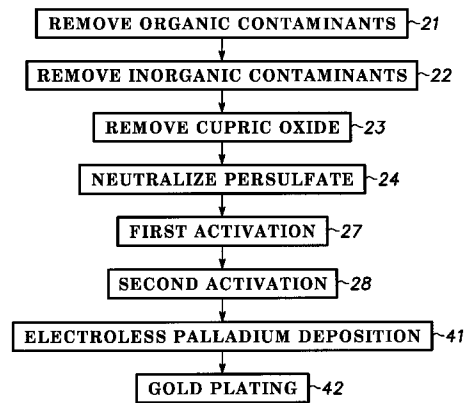 REMOVE ORGANIC CONTAMINANTS 21
REMOVE INORGANIC CONTAMINANTS 22
REMOVE CUPRIC OXIDE 23
NEUTRALIZE PERSULFATE 24
FIRST ACTIVATION 27
SECOND ACTIVATION 28
ELECTROLESS PALLADIUM DEPOSITION 41
GOLD PLATING 42